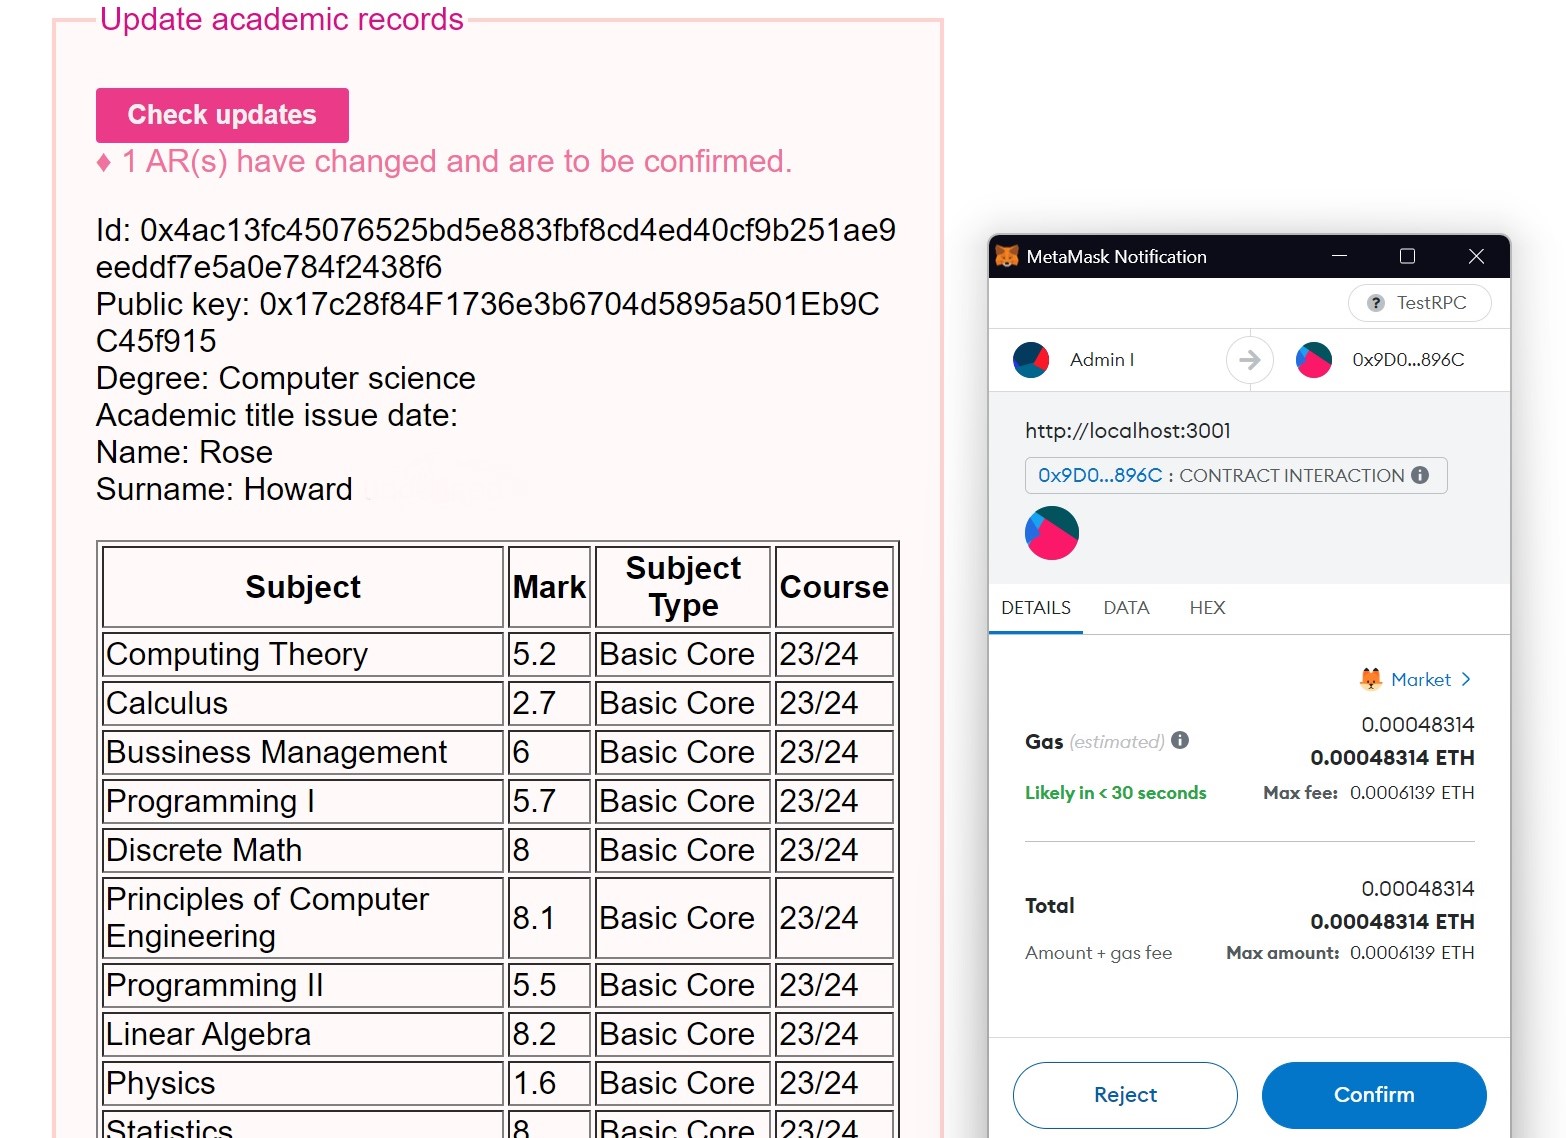 Update academic records
Check updates
♦ 1 AR(s) have changed and are to be confirmed.
Id: 0x4ac13fc45076525bd5e883fbf8cd4ed40cf9b251ae9
eeddf7e5a0e784f2438f6
Public key: 0x17c28f84F1736e3b6704d5895a501Eb9C
C45f915
Degree: Computer science
Academic title issue date:
Name: Rose
Surname: Howard
Subject Mark Subject Type Course
Computing Theory 5.2 Basic Core 23/24
Calculus 2.7 Basic Core 23/24
Bussiness Management 6 Basic Core 23/24
Programming I 5.7 Basic Core 23/24
Discrete Math 8 Basic Core 23/24
Principles of Computer Engineering 8.1 Basic Core 23/24
Programming II 5.5 Basic Core 23/24
Linear Algebra 8.2 Basic Core 23/24
Physics 1.6 Basic Core 23/24
Statistics 8 Basic Core 23/24
MetaMask Notification
? TestRPC
Admin I 0x9D0...896C
http://localhost:3001
0x9D0...896C : CONTRACT INTERACTION
DETAILS DATA HEX
Market >
0.00048314
Gas (estimated) 0.00048314 ETH
Likely in < 30 seconds Max fee: 0.0006139 ETH
0.00048314
Total 0.00048314 ETH
Amount + gas fee Max amount: 0.0006139 ETH
Reject Confirm